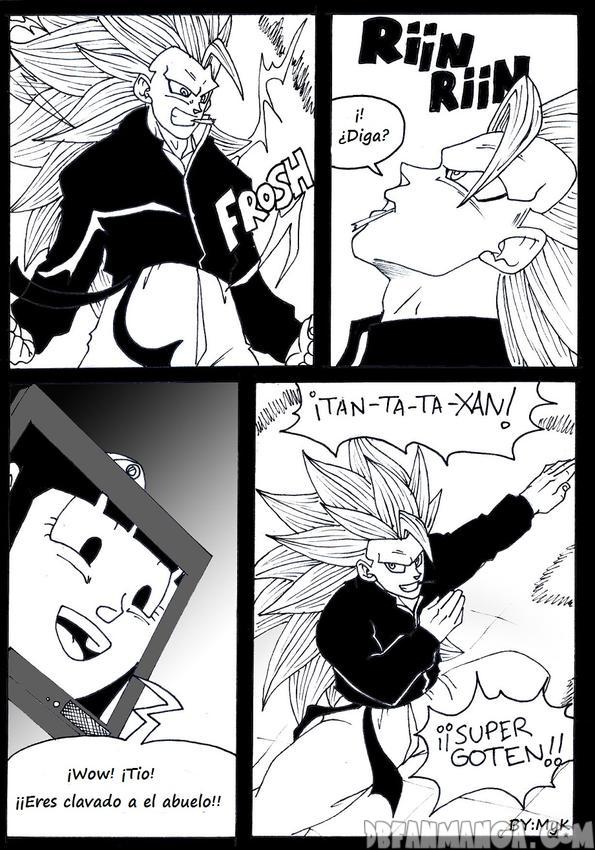 FROSH
RiiN
RiiN
¡!
¿Diga?
¡Wow! ¡Tio!
¡¡Eres clavado a el abuelo!!
¡TAN-TA-TA-XAN!
¡¡SUPER
GOTEN!!
BY:MyK
DBFANMANGA.COM